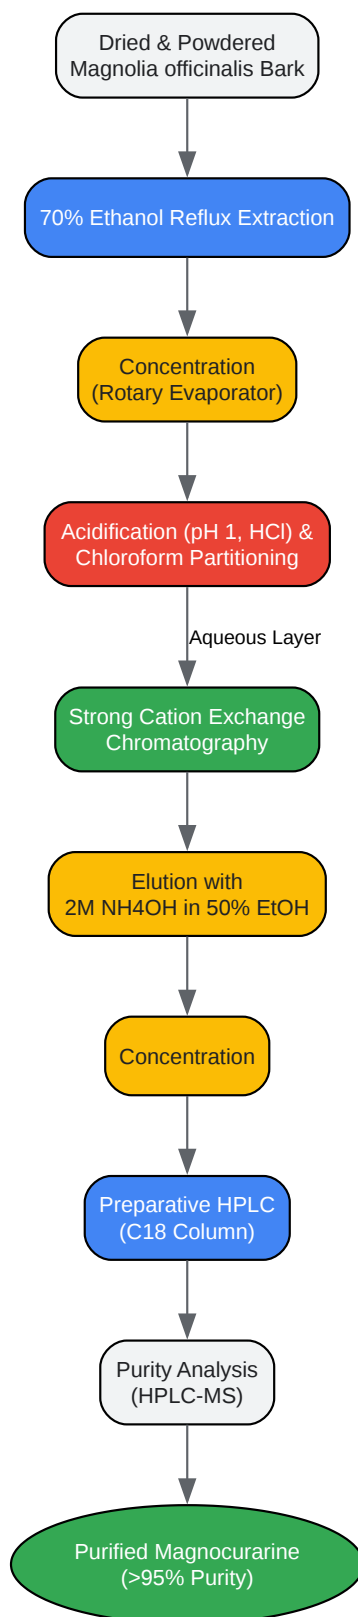 Dried & Powdered
Magnolia officinalis Bark
70% Ethanol Reflux Extraction
Concentration
(Rotary Evaporator)
Acidification (pH 1, HCl) &
Chloroform Partitioning
Aqueous Layer
Strong Cation Exchange
Chromatography
Elution with
2M NH4OH in 50% EtOH
Concentration
Preparative HPLC
(C18 Column)
Purity Analysis
(HPLC-MS)
Purified Magnocurarine
(>95% Purity)